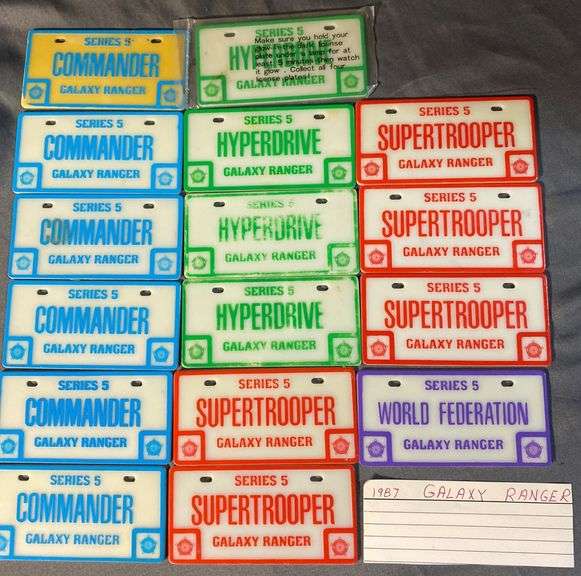 SERIES 5
COMMANDER
GALAXY RANGER
Make sure you hold your
glow in the dark license
plate under a lamp for at
least 5 minutes then watch
it glow. Collect all four
license plates!
SERIES 5
COMMANDER
GALAXY RANGER
SERIES 5
HYPERDRIVE
GALAXY RANGER
SERIES 5
SUPERTROOPER
GALAXY RANGER
SERIES 5
COMMANDER
GALAXY RANGER
SERIES 5
HYPERDRIVE
GALAXY RANGER
SERIES 5
SUPERTROOPER
GALAXY RANGER
SERIES 5
COMMANDER
GALAXY RANGER
SERIES 5
HYPERDRIVE
GALAXY RANGER
SERIES 5
SUPERTROOPER
GALAXY RANGER
SERIES 5
COMMANDER
GALAXY RANGER
SERIES 5
SUPERTROOPER
GALAXY RANGER
SERIES 5
WORLD FEDERATION
GALAXY RANGER
SERIES 5
COMMANDER
GALAXY RANGER
SERIES 5
SUPERTROOPER
GALAXY RANGER
1987 GALAXY RANGER